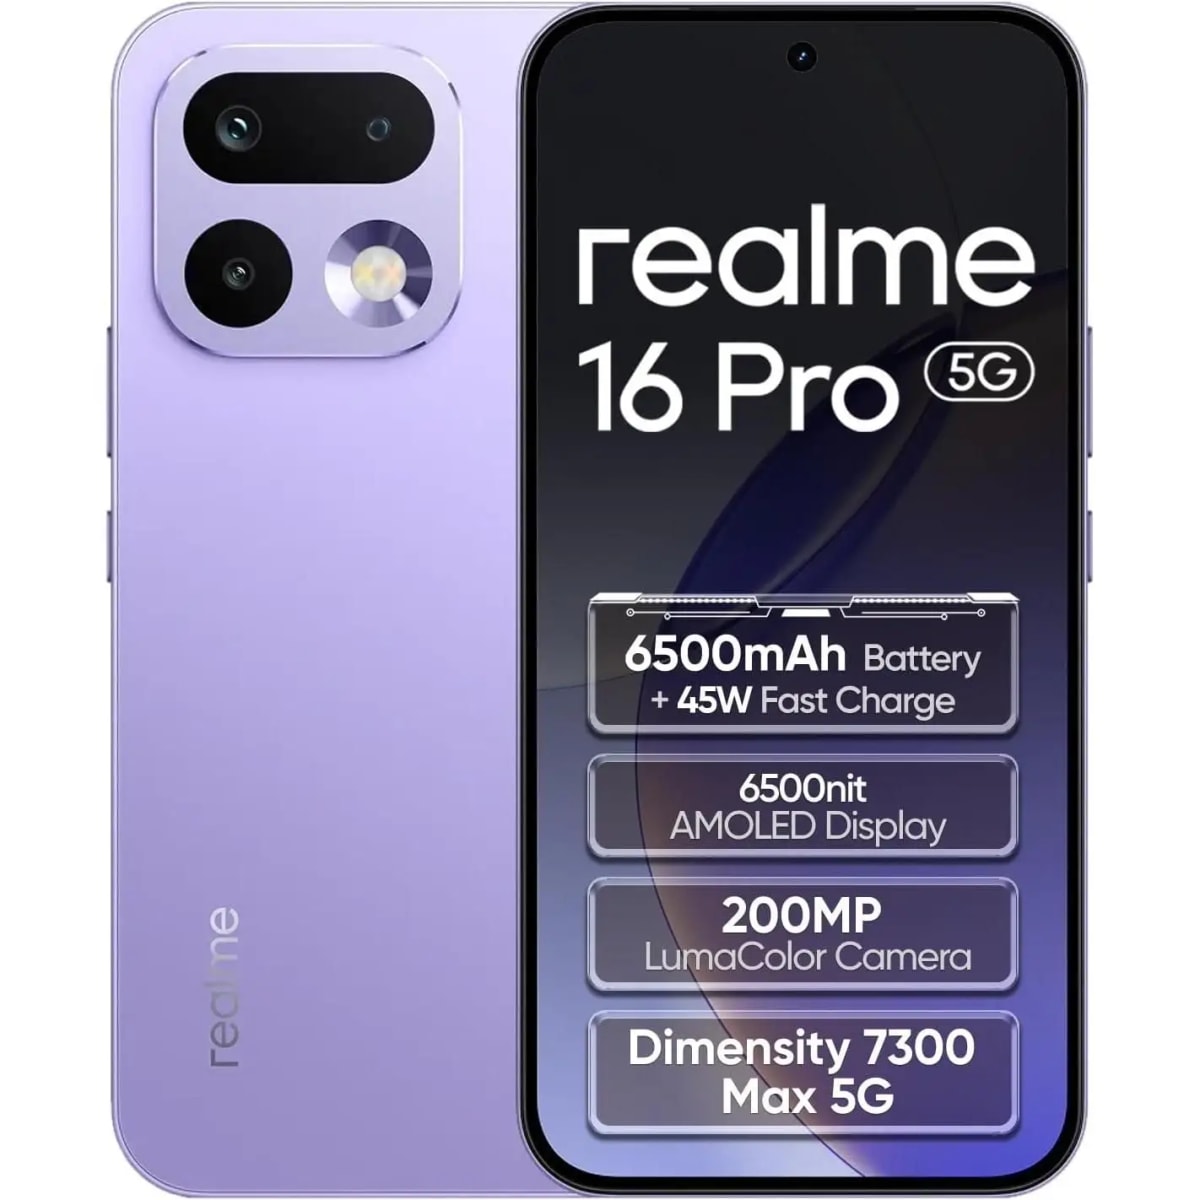 realme
realme
16 Pro 5G
6500mAh Battery
+ 45W Fast Charge
6500nit
AMOLED Display
200MP
LumaColor Camera
Dimensity 7300
Max 5G